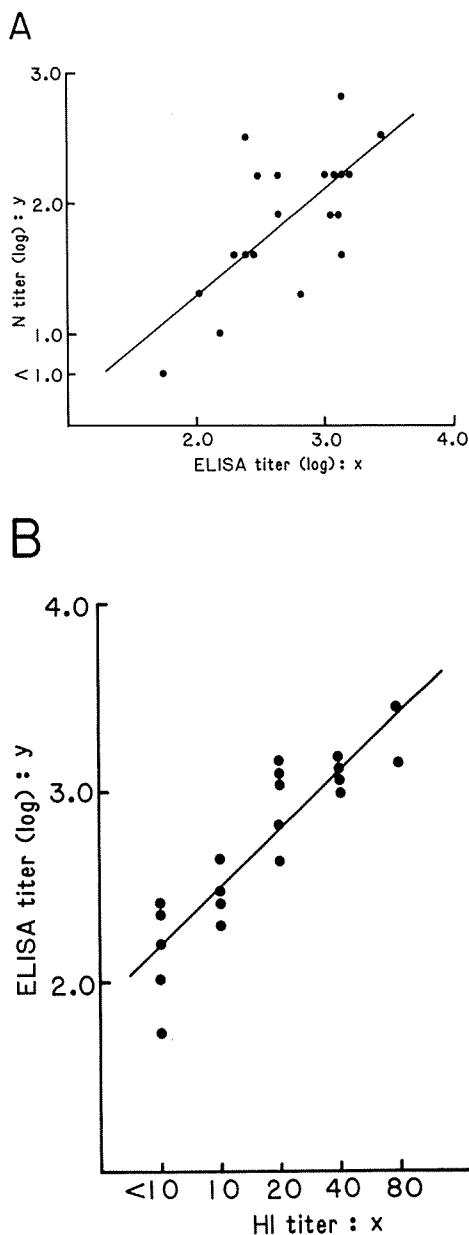 A
3.0
2.0
1.0
< 1.0
N titer (log) : y
2.0 3.0 4.0
ELISA titer (log) : x
B
4.0
3.0
2.0
ELISA titer (log) : y
<10 10 20 40 80
HI titer : x